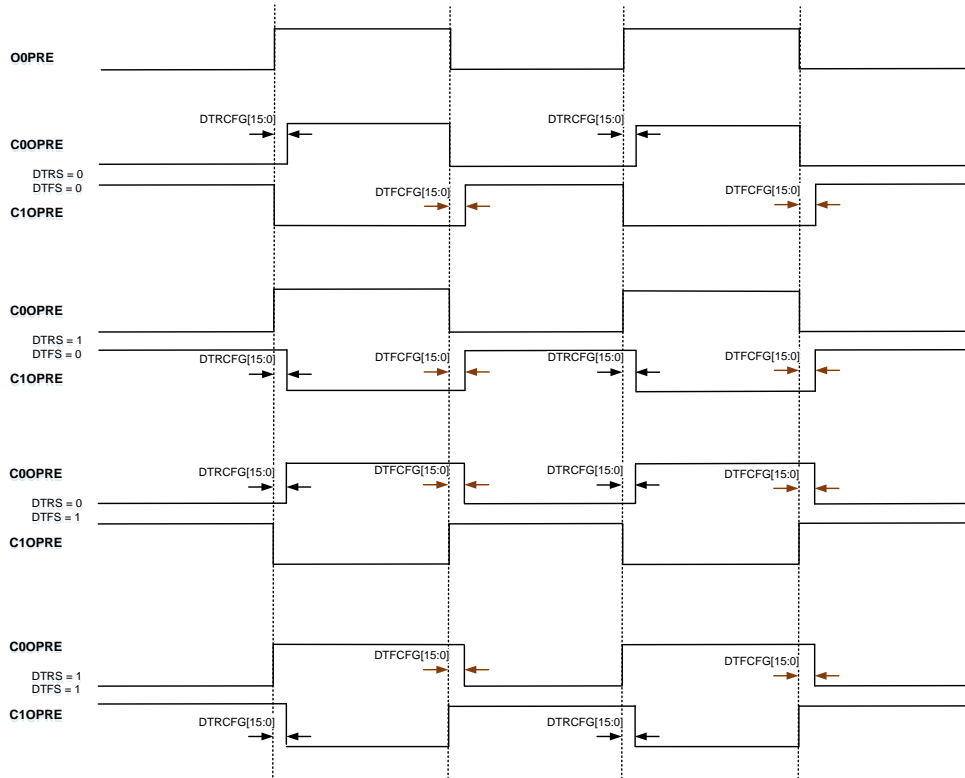 O0PRE
DTRCFG[15:0]
DTRCFG[15:0]
C0OPRE
DTRS = 0
DTFS = 0
DTFCFG[15:0]
DTFCFG[15:0]
C1OPRE
C0OPRE
DTRS = 1
DTFS = 0
DTRCFG[15:0]
DTFCFG[15:0]
DTRCFG[15:0]
DTFCFG[15:0]
C1OPRE
C0OPRE
DTRCFG[15:0]
DTFCFG[15:0]
DTRCFG[15:0]
DTFCFG[15:0]
DTRS = 0
DTFS = 1
C1OPRE
C0OPRE
DTFCFG[15:0]
DTFCFG[15:0]
DTRS = 1
DTFS = 1
C1OPRE
DTRCFG[15:0]
DTRCFG[15:0]